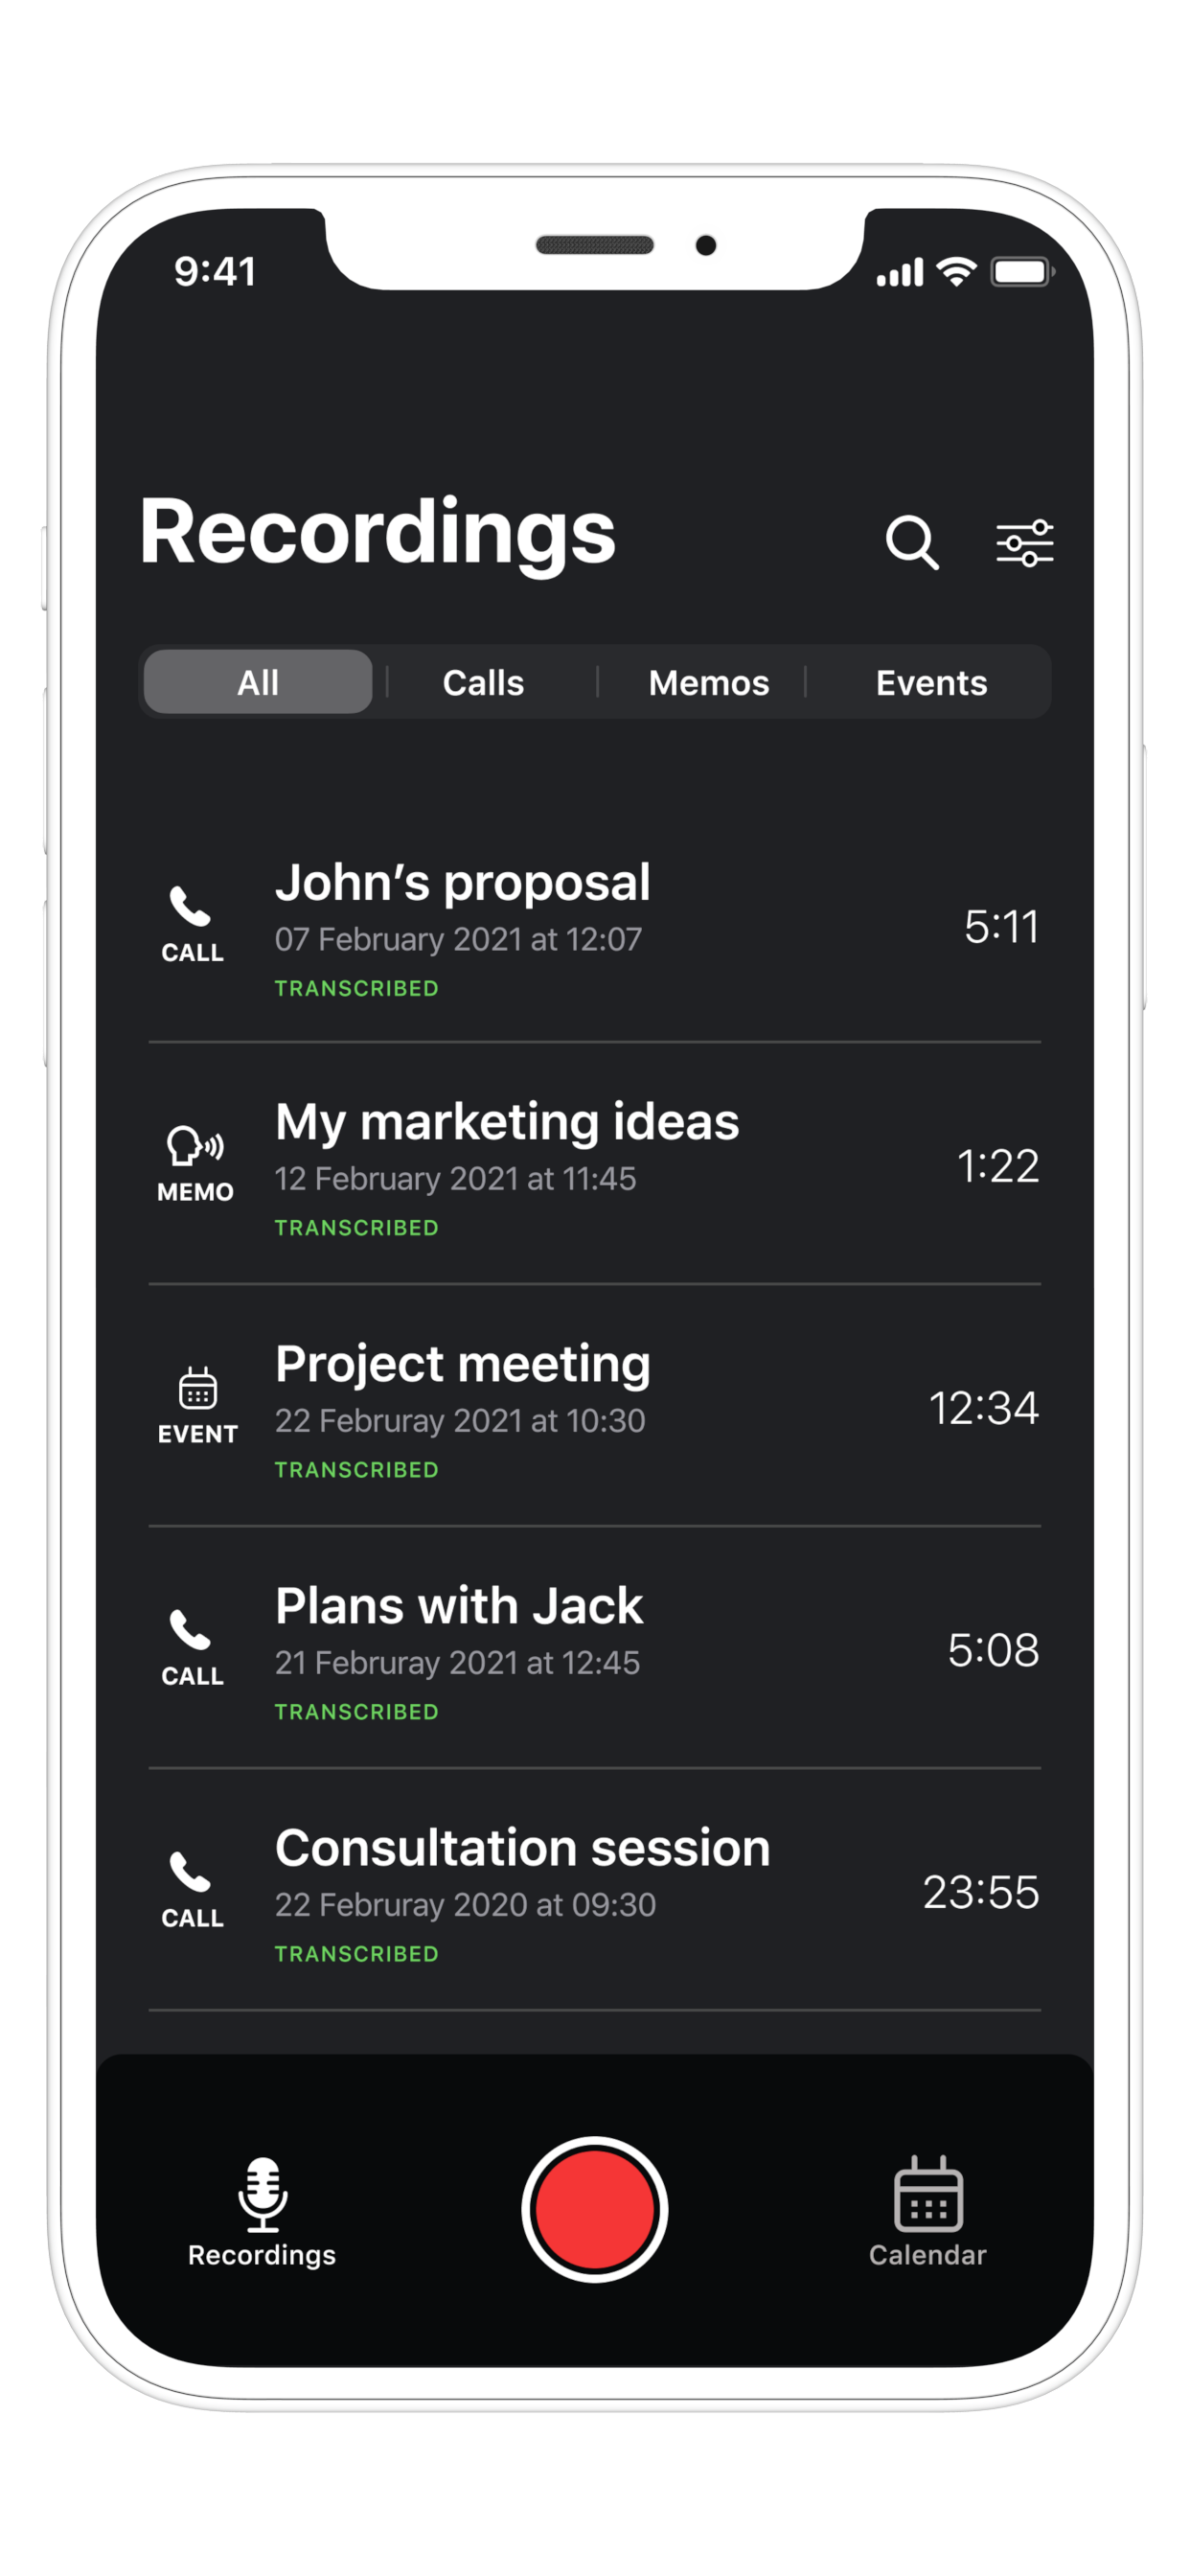 9:41
Recordings
All Calls Memos Events
John’s proposal
07 February 2021 at 12:07
TRANSCRIBED
CALL
5:11
My marketing ideas
12 February 2021 at 11:45
TRANSCRIBED
MEMO
1:22
Project meeting
22 Februray 2021 at 10:30
TRANSCRIBED
EVENT
12:34
Plans with Jack
21 Februray 2021 at 12:45
TRANSCRIBED
CALL
5:08
Consultation session
22 Februray 2020 at 09:30
TRANSCRIBED
CALL
23:55
Recordings
Calendar